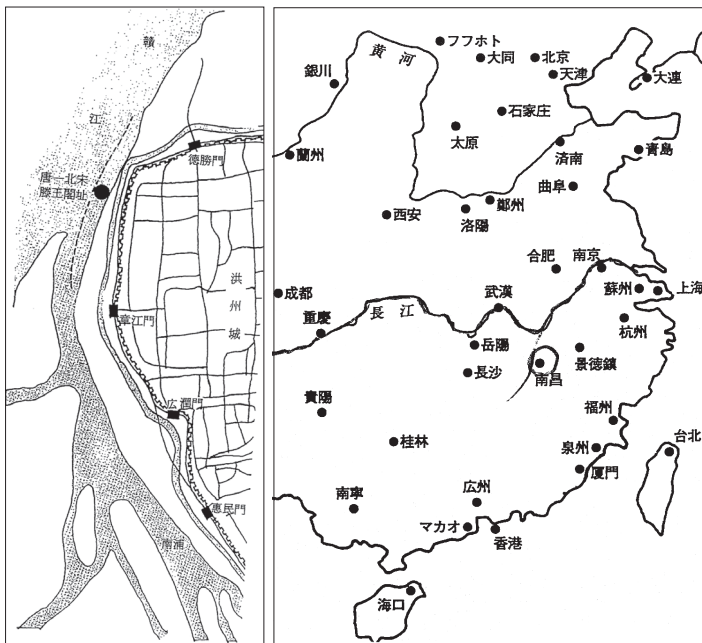 贛
江
唐—北宋
滕王閣址
徳勝門
洪州城
章江門
広潤門
惠民門
南浦
フフホト
大同
北京
天津
大連
黄河
銀川
石家庄
太原
済南
青島
蘭州
曲阜
西安
洛陽
鄭州
合肥
南京
成都
武漢
蘇州
上海
長江
重慶
杭州
岳陽
景徳鎮
長沙
南昌
貴陽
福州
桂林
泉州
台北
厦門
南寧
広州
マカオ
香港
海口